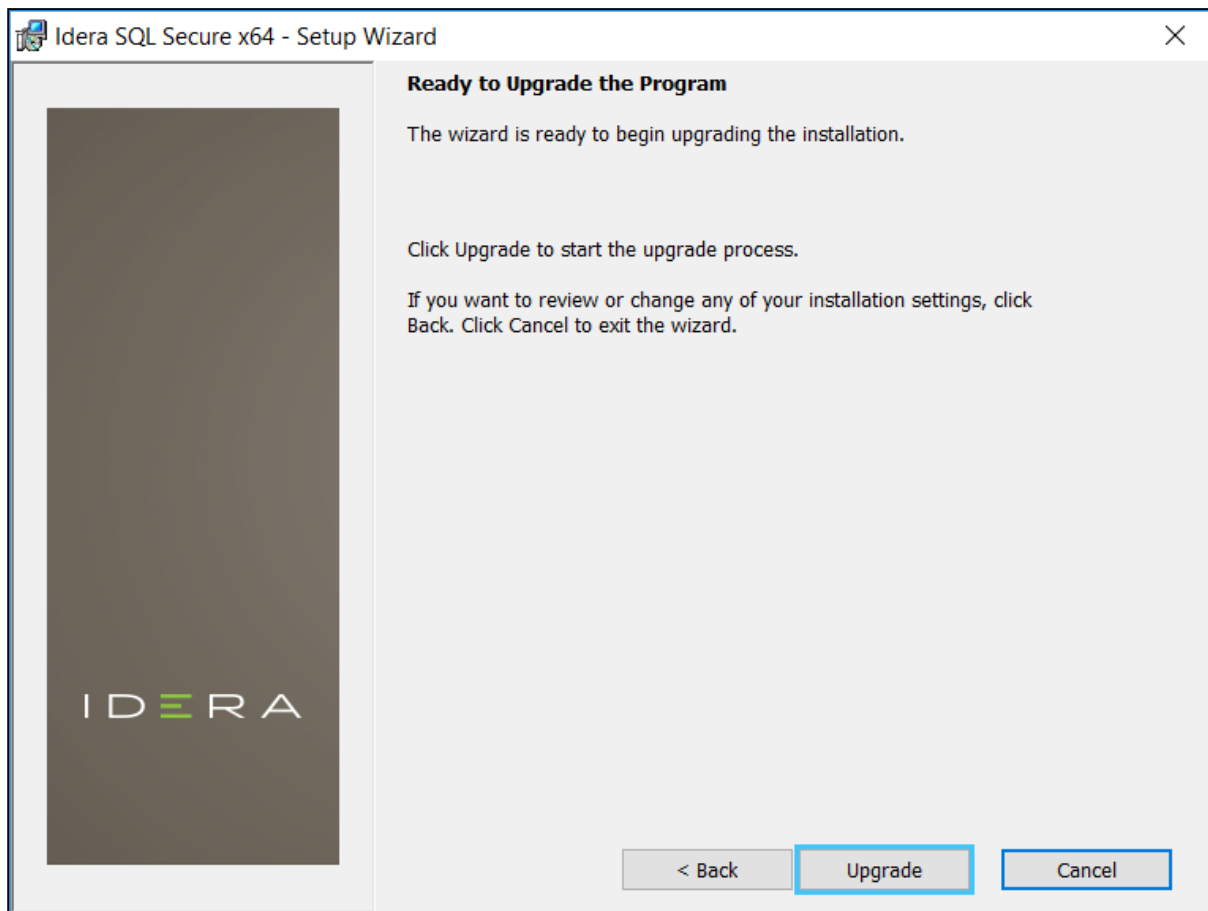 Idera SQL Secure x64 - Setup Wizard
Ready to Upgrade the Program
The wizard is ready to begin upgrading the installation.
Click Upgrade to start the upgrade process.
If you want to review or change any of your installation settings, click
Back. Click Cancel to exit the wizard.
IDERA
< Back Upgrade Cancel